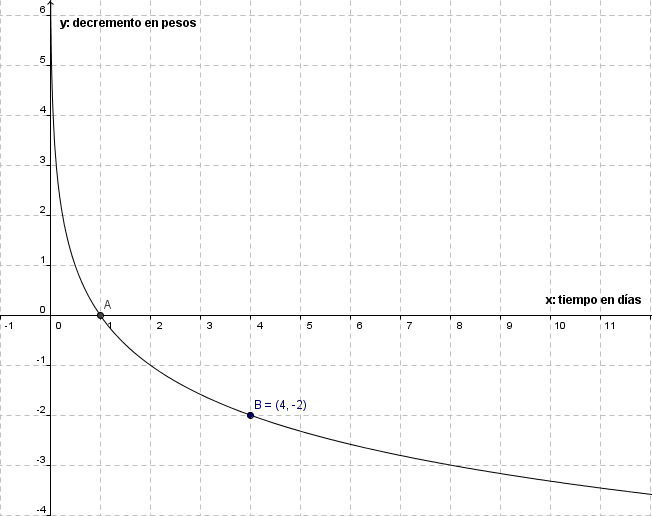 6
y: decremento en pesos
5
4
3
2
1
x: tiempo en días
A
0
-1 0 1 2 3 4 5 6 7 8 9 10 11
-1
B = (4, -2)
-2
-3
-4